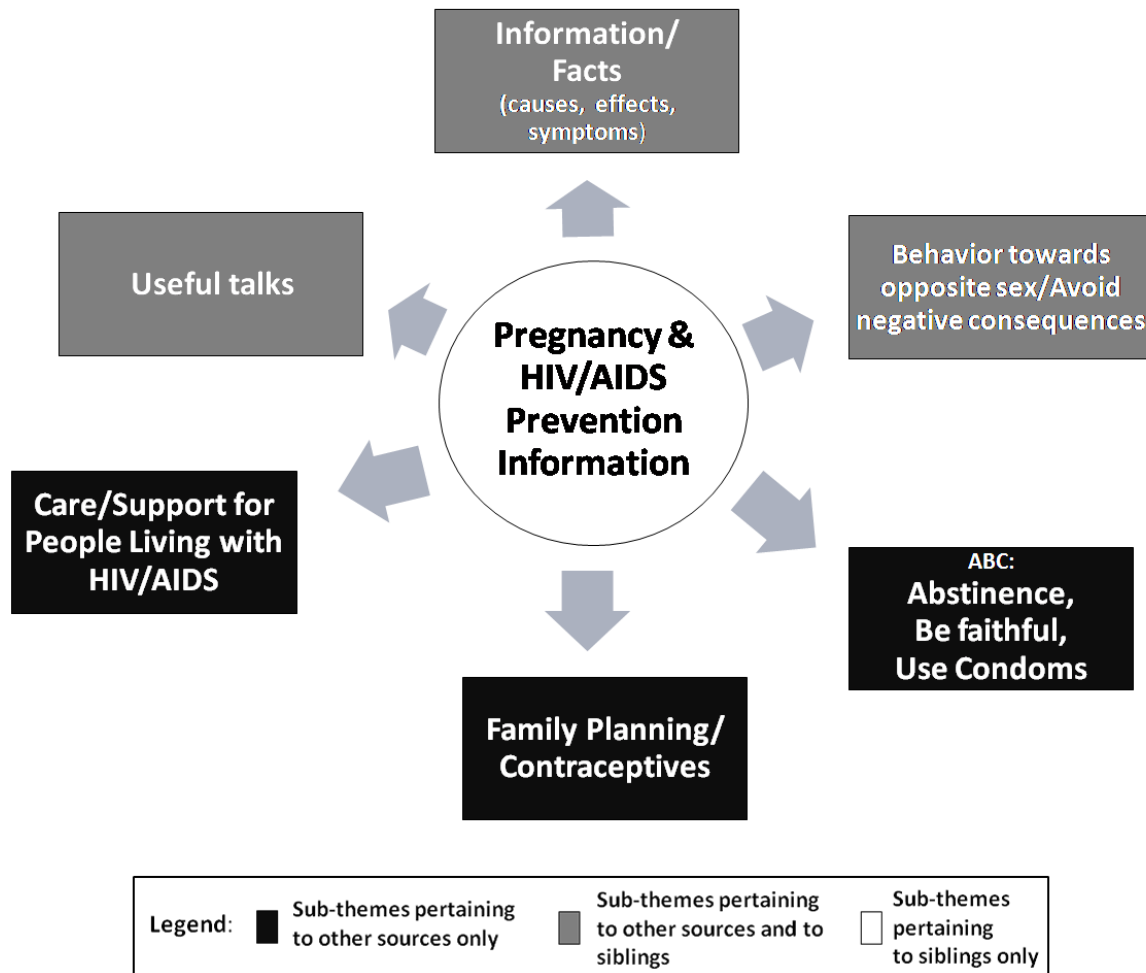 Information/
Facts
(causes, effects,
symptoms)
Useful talks
Behavior towards
opposite sex/Avoid
negative consequences
Pregnancy &
HIV/AIDS
Prevention
Information
Care/Support for
People Living with
HIV/AIDS
ABC:
Abstinence,
Be faithful,
Use Condoms
Family Planning/
Contraceptives
Legend:
Sub-themes pertaining
to other sources only
Sub-themes pertaining
to other sources and to
siblings
Sub-themes
pertaining
to siblings only